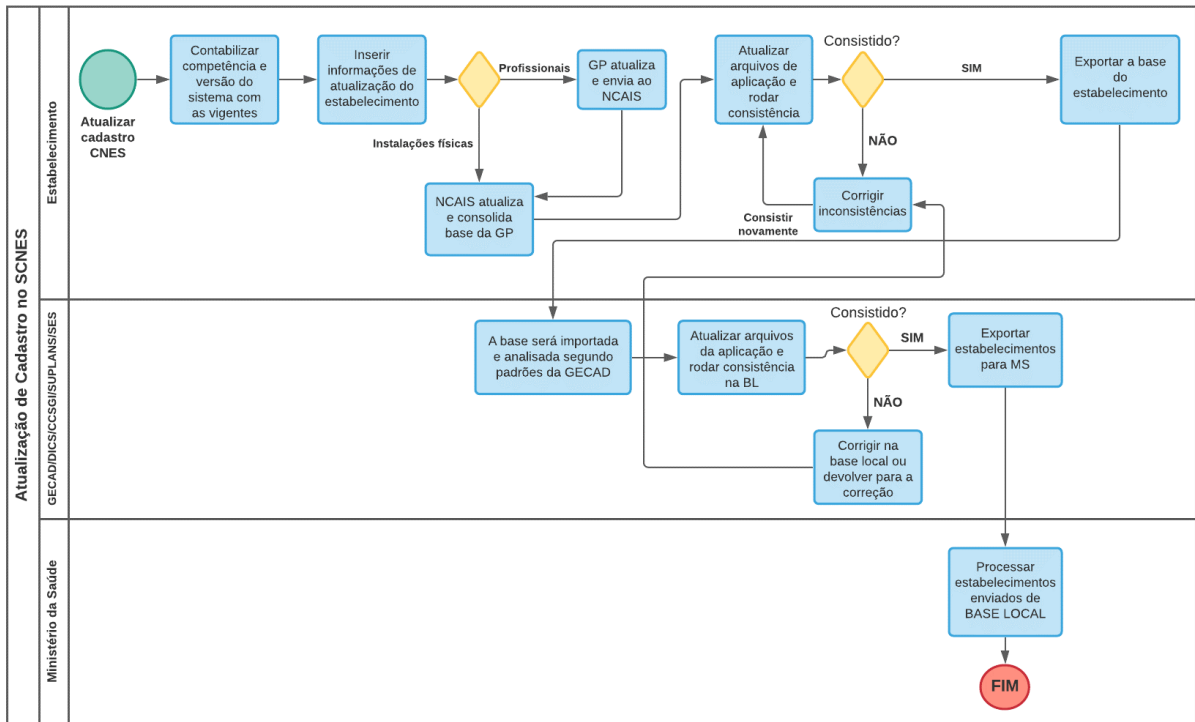 Atualização de Cadastro no SCNES
Estabelecimento
Atualizar
cadastro
CNES
Contabilizar
competência e
versão do
sistema com
as vigentes
Inserir
informações de
atualização do
estabelecimento
Profissionais
Instalações físicas
GP atualiza
e envia ao
NCAIS
NCAIS atualiza
e consolida
base da GP
Atualizar
arquivos de
aplicação e
rodar
consistência
Consistido?
SIM
NÃO
Exportar a base
do
estabelecimento
Corrigir
inconsistências
Consistir
novamente
GECAD/DICS/CCSGI/SUPLANS/SES
A base será importada
e analisada segundo
padrões da GECAD
Atualizar arquivos
da aplicação e
rodar consistência
na BL
Consistido?
SIM
NÃO
Exportar
estabelecimentos
para MS
Corrigir na
base local ou
devolver para a
correção
Ministério da Saúde
Processar
estabelecimentos
enviados de
BASE LOCAL
FIM